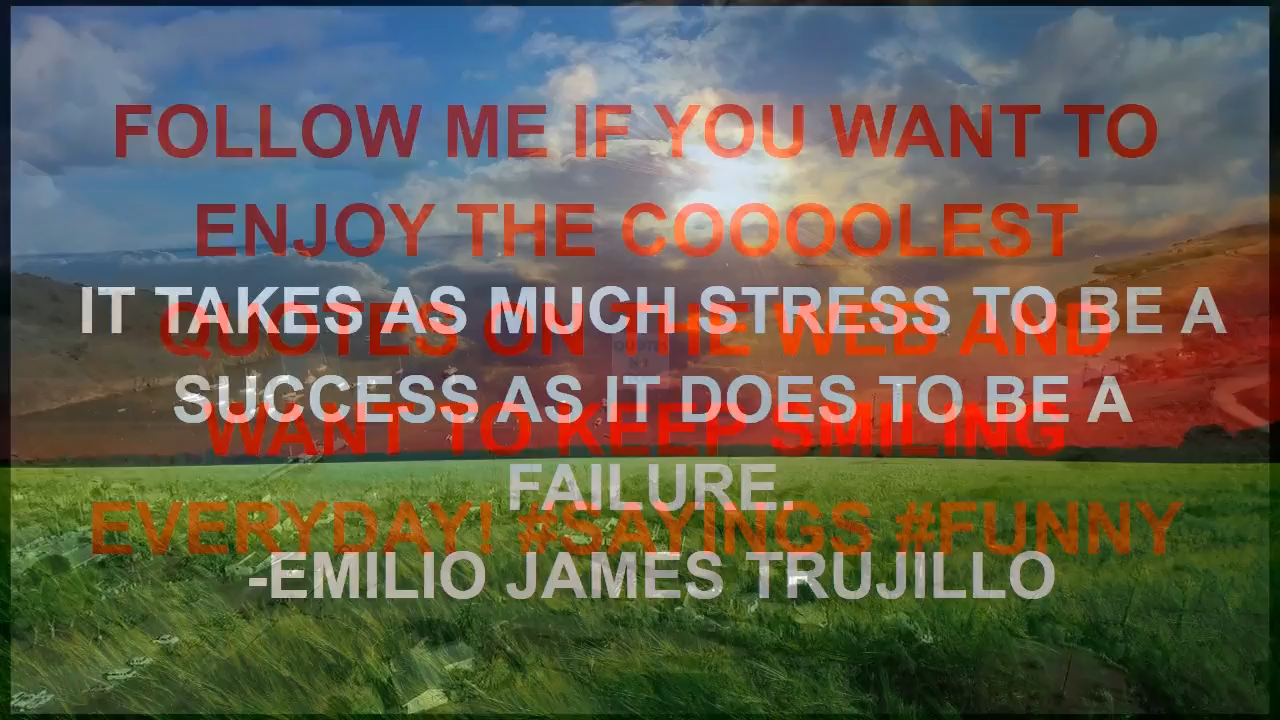 FOLLOW ME IF YOU WANT TO
ENJOY THE COOOOLEST
QUOTES ON THE WEB AND
WANT TO KEEP SMILING
EVERYDAY! #SAYINGS #FUNNY
IT TAKES AS MUCH STRESS TO BE A
SUCCESS AS IT DOES TO BE A
FAILURE.
-EMILIO JAMES TRUJILLO
QUOTES